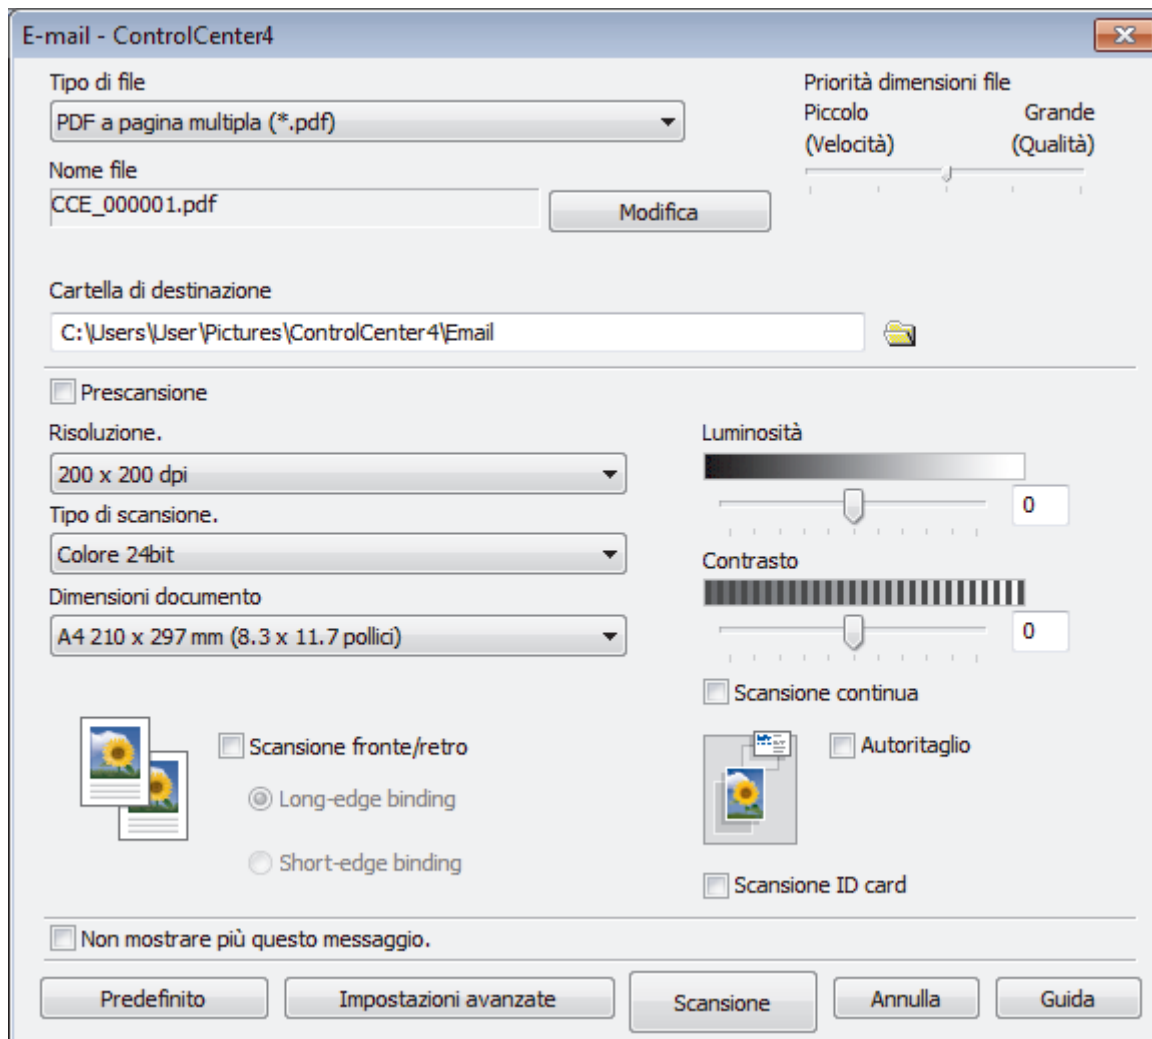 E-mail - ControlCenter4
Tipo di file
PDF a pagina multipla (*.pdf)
Priorità dimensioni file
Piccolo Grande
(Velocità) (Qualità)
Nome file
CCE_000001.pdf
Modifica
Cartella di destinazione
C:\Users\User\Pictures\ControlCenter4\Email
Prescansione
Risoluzione.
200 x 200 dpi
Tipo di scansione.
Colore 24bit
Dimensioni documento
A4 210 x 297 mm (8.3 x 11.7 pollici)
Luminosità
0
Contrasto
0
Scansione continua
Scansione fronte/retro
Long-edge binding
Short-edge binding
Autoritaglio
Scansione ID card
Non mostrare più questo messaggio.
Predefinito
Impostazioni avanzate
Scansione
Annulla
Guida